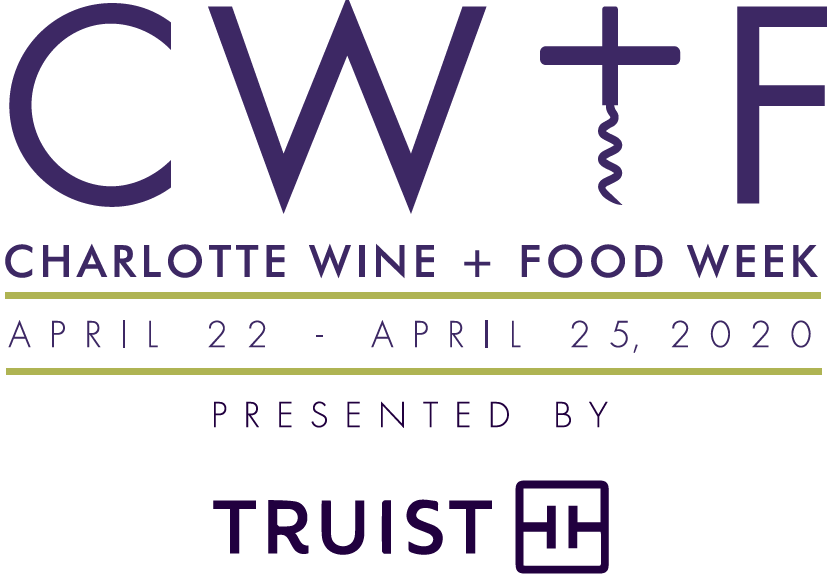 CW+F
CHARLOTTE WINE + FOOD WEEK
APRIL 22 - APRIL 25, 2020
PRESENTED BY
TRUIST